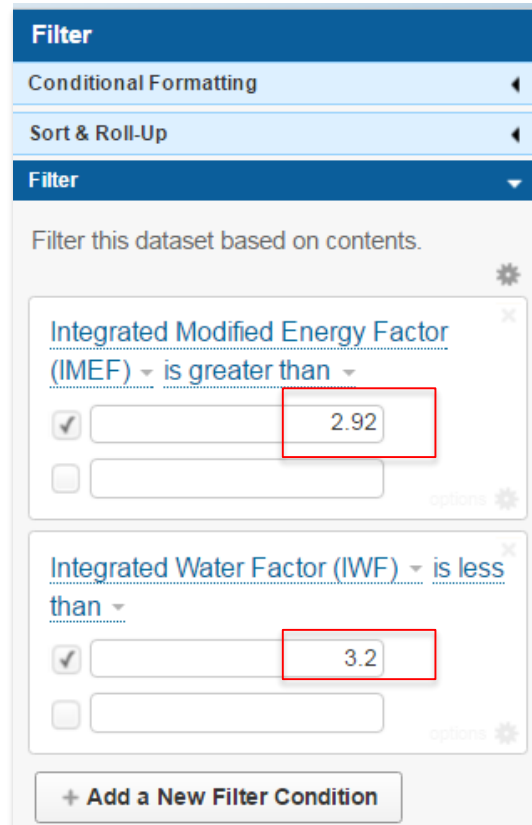 Filter
Conditional Formatting
Sort & Roll-Up
Filter
Filter this dataset based on contents.
Integrated Modified Energy Factor
(IMEF) is greater than
2.92
options
Integrated Water Factor (IWF) is less
than
3.2
options
+ Add a New Filter Condition